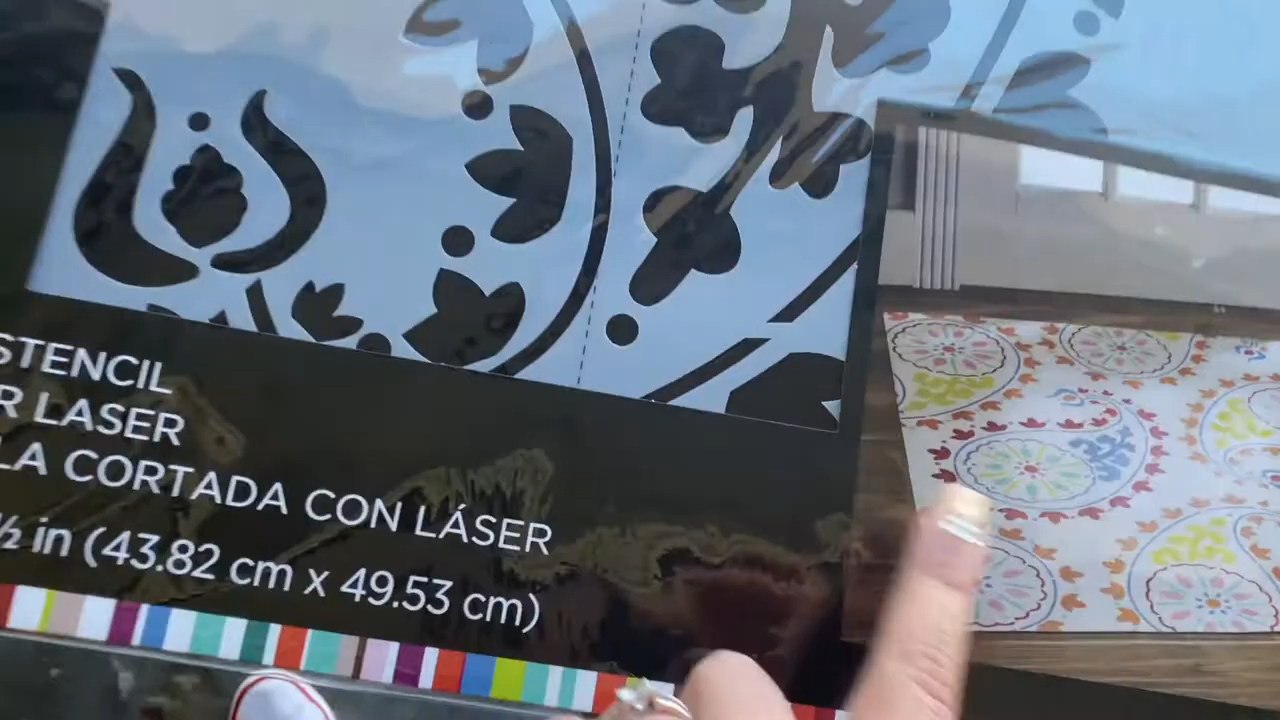 STENCIL
R LASER
LA CORTADA CON LÁSER
½ in (43.82 cm x 49.53 cm)